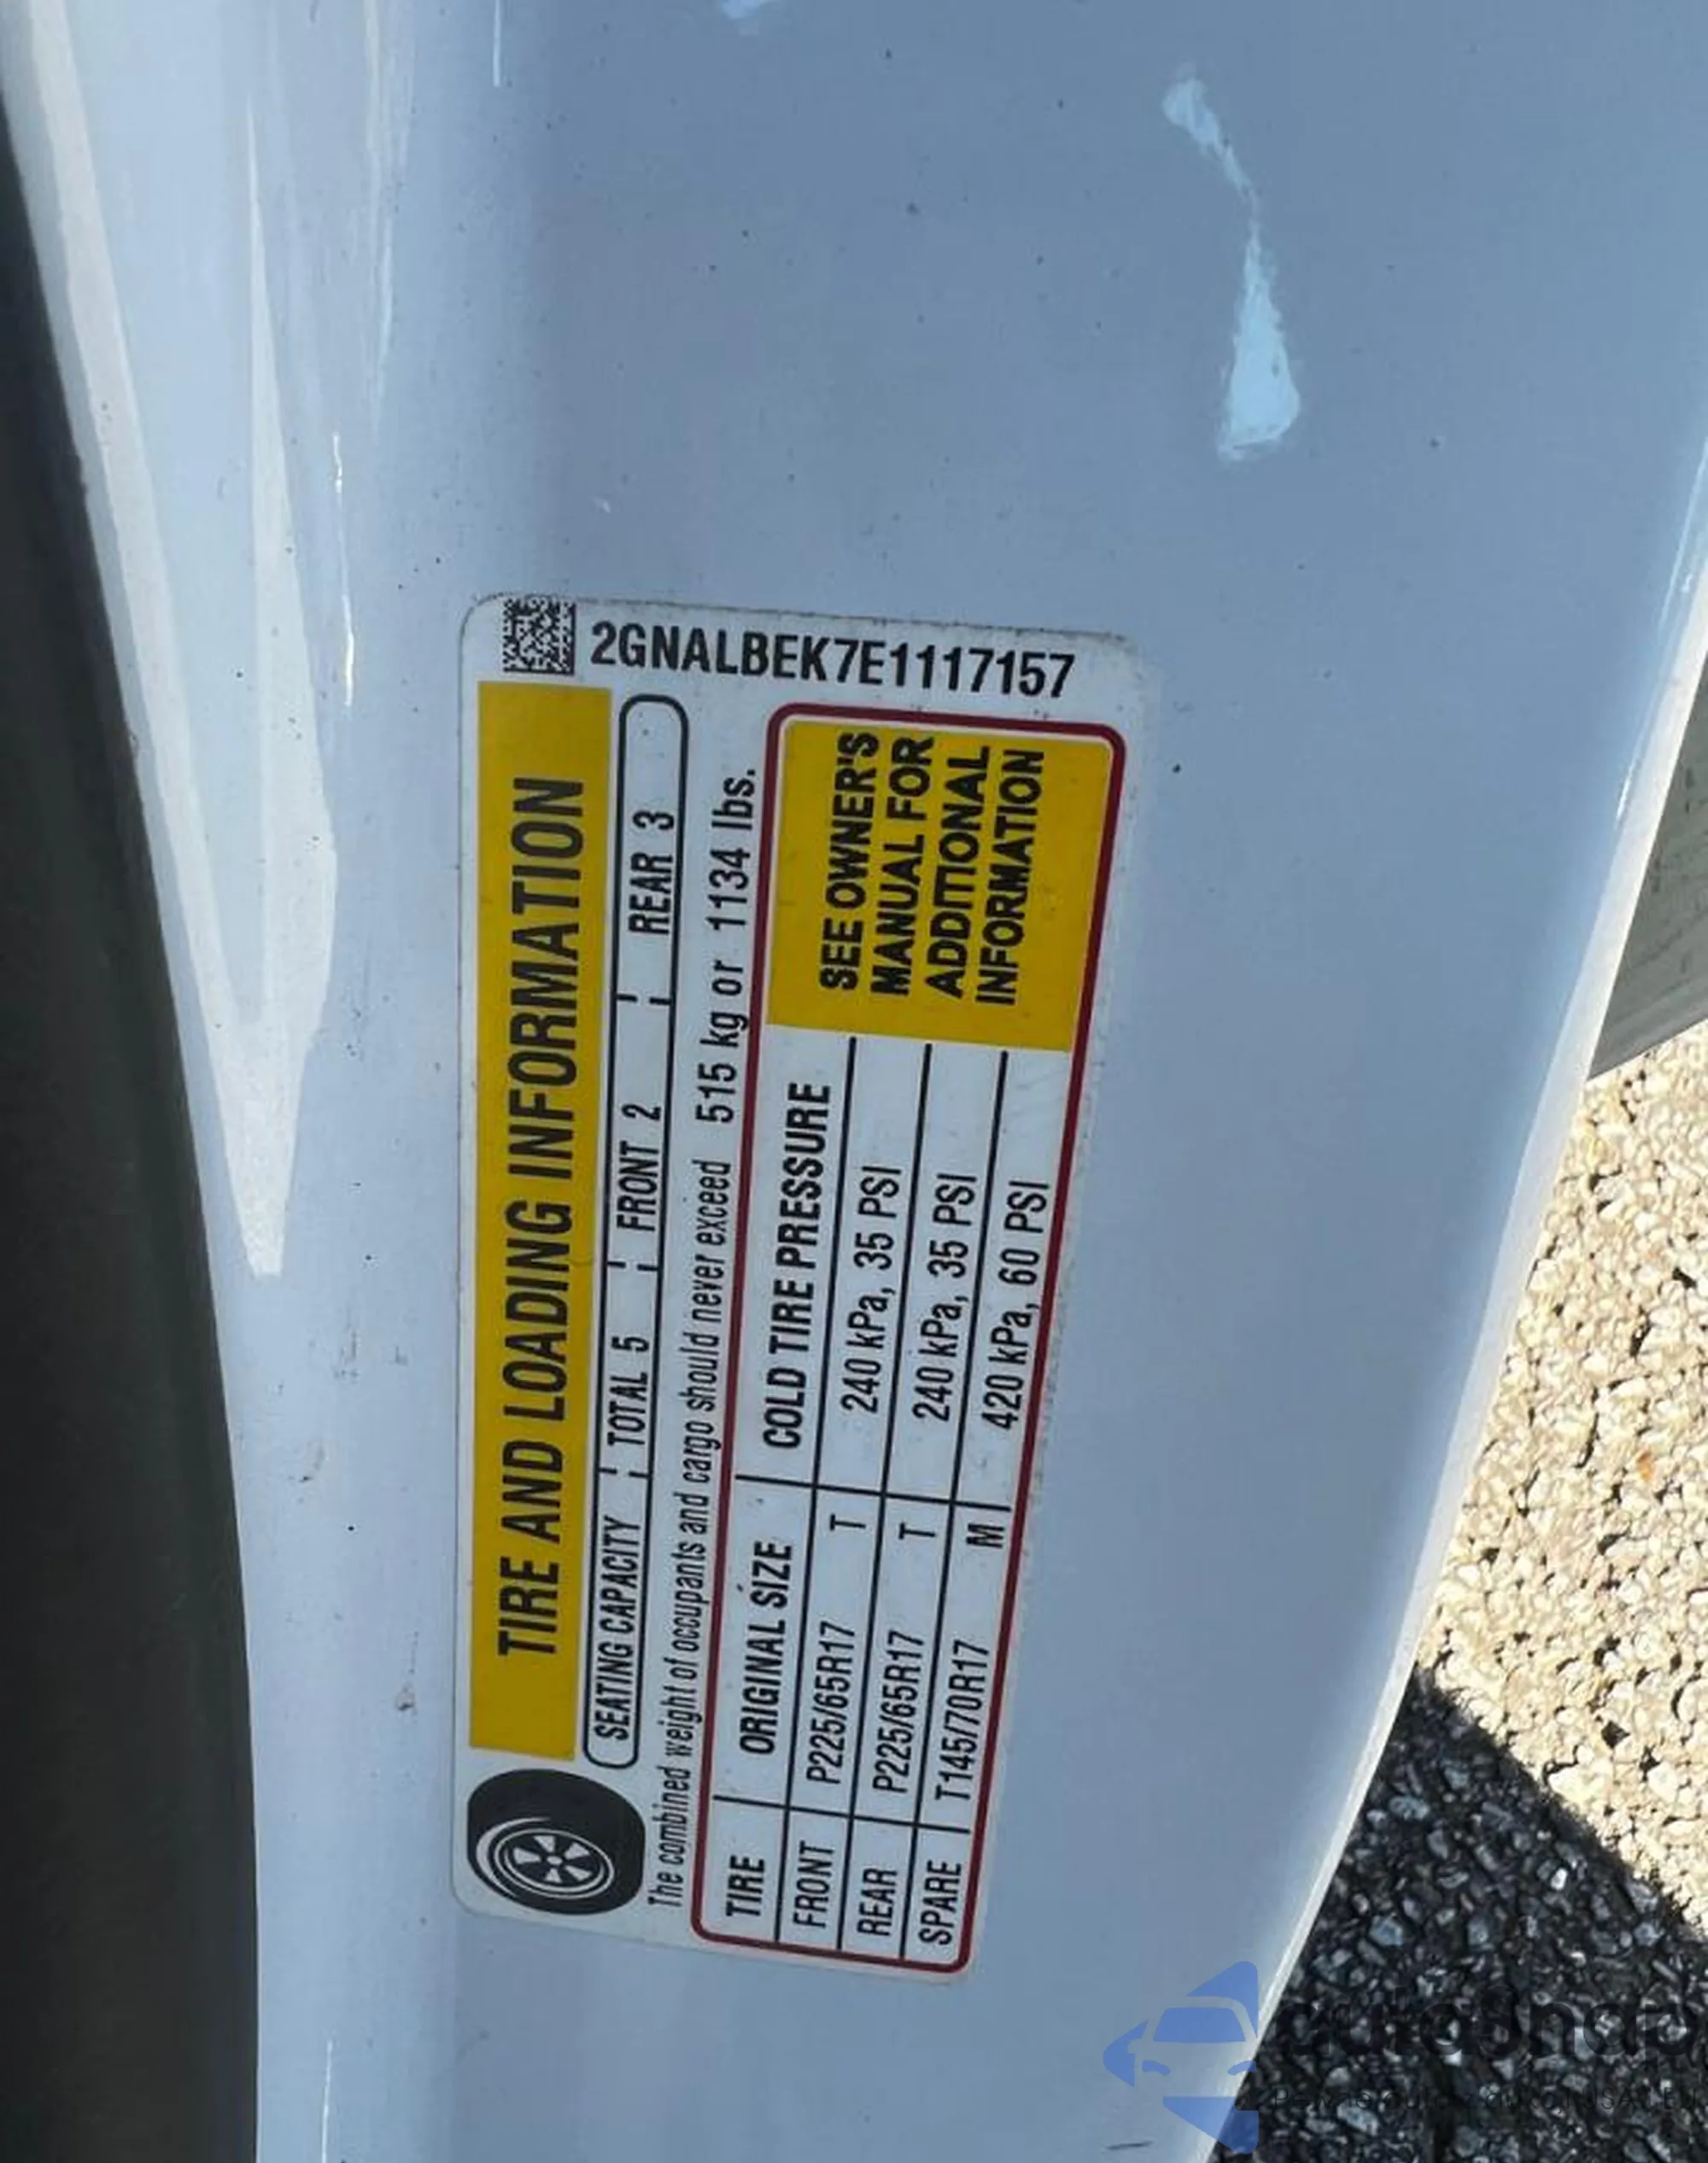 2GNALBEK7E1117157
TIRE AND LOADING INFORMATION
SEATING CAPACITY TOTAL 5 FRONT 2 REAR 3
The combined weight of occupants and cargo should never exceed 515 kg or 1134 lbs.
TIRE ORIGINAL SIZE COLD TIRE PRESSURE
FRONT P225/65R17 T 240 kPa, 35 PSI
REAR P225/65R17 T 240 kPa, 35 PSI
SPARE T145/70R17 M 420 kPa, 60 PSI
SEE OWNER'S
MANUAL FOR
ADDITIONAL
INFORMATION